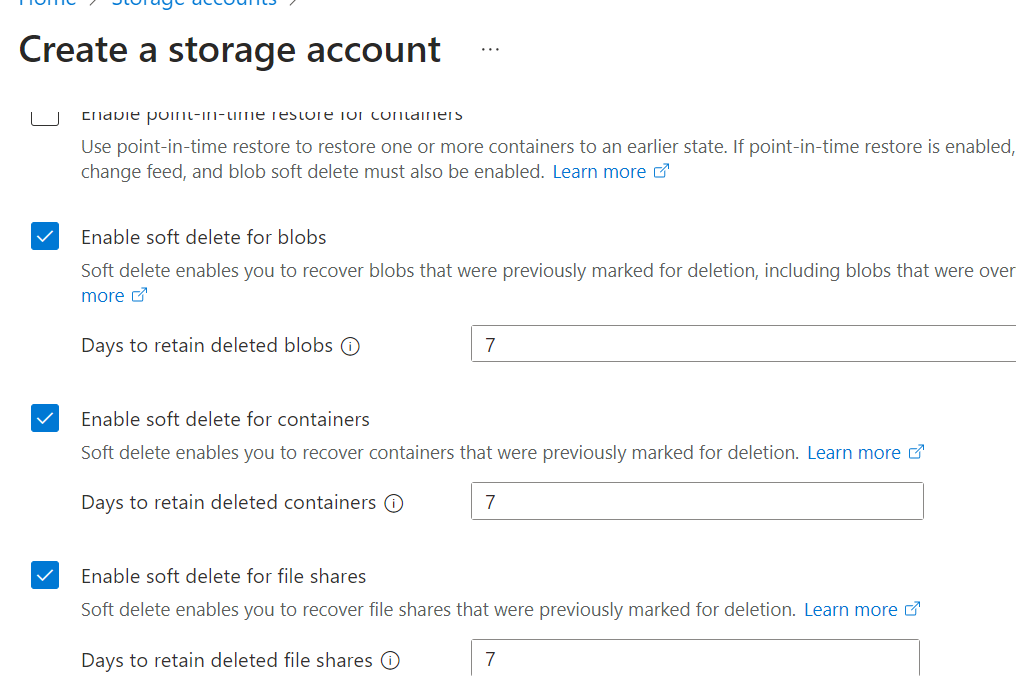 Home > Storage accounts >
Create a storage account ...
Enable point-in-time restore for containers
Use point-in-time restore to restore one or more containers to an earlier state. If point-in-time restore is enabled,
change feed, and blob soft delete must also be enabled. Learn more
Enable soft delete for blobs
Soft delete enables you to recover blobs that were previously marked for deletion, including blobs that were over
more
Days to retain deleted blobs
7
Enable soft delete for containers
Soft delete enables you to recover containers that were previously marked for deletion. Learn more
Days to retain deleted containers
7
Enable soft delete for file shares
Soft delete enables you to recover file shares that were previously marked for deletion. Learn more
Days to retain deleted file shares
7